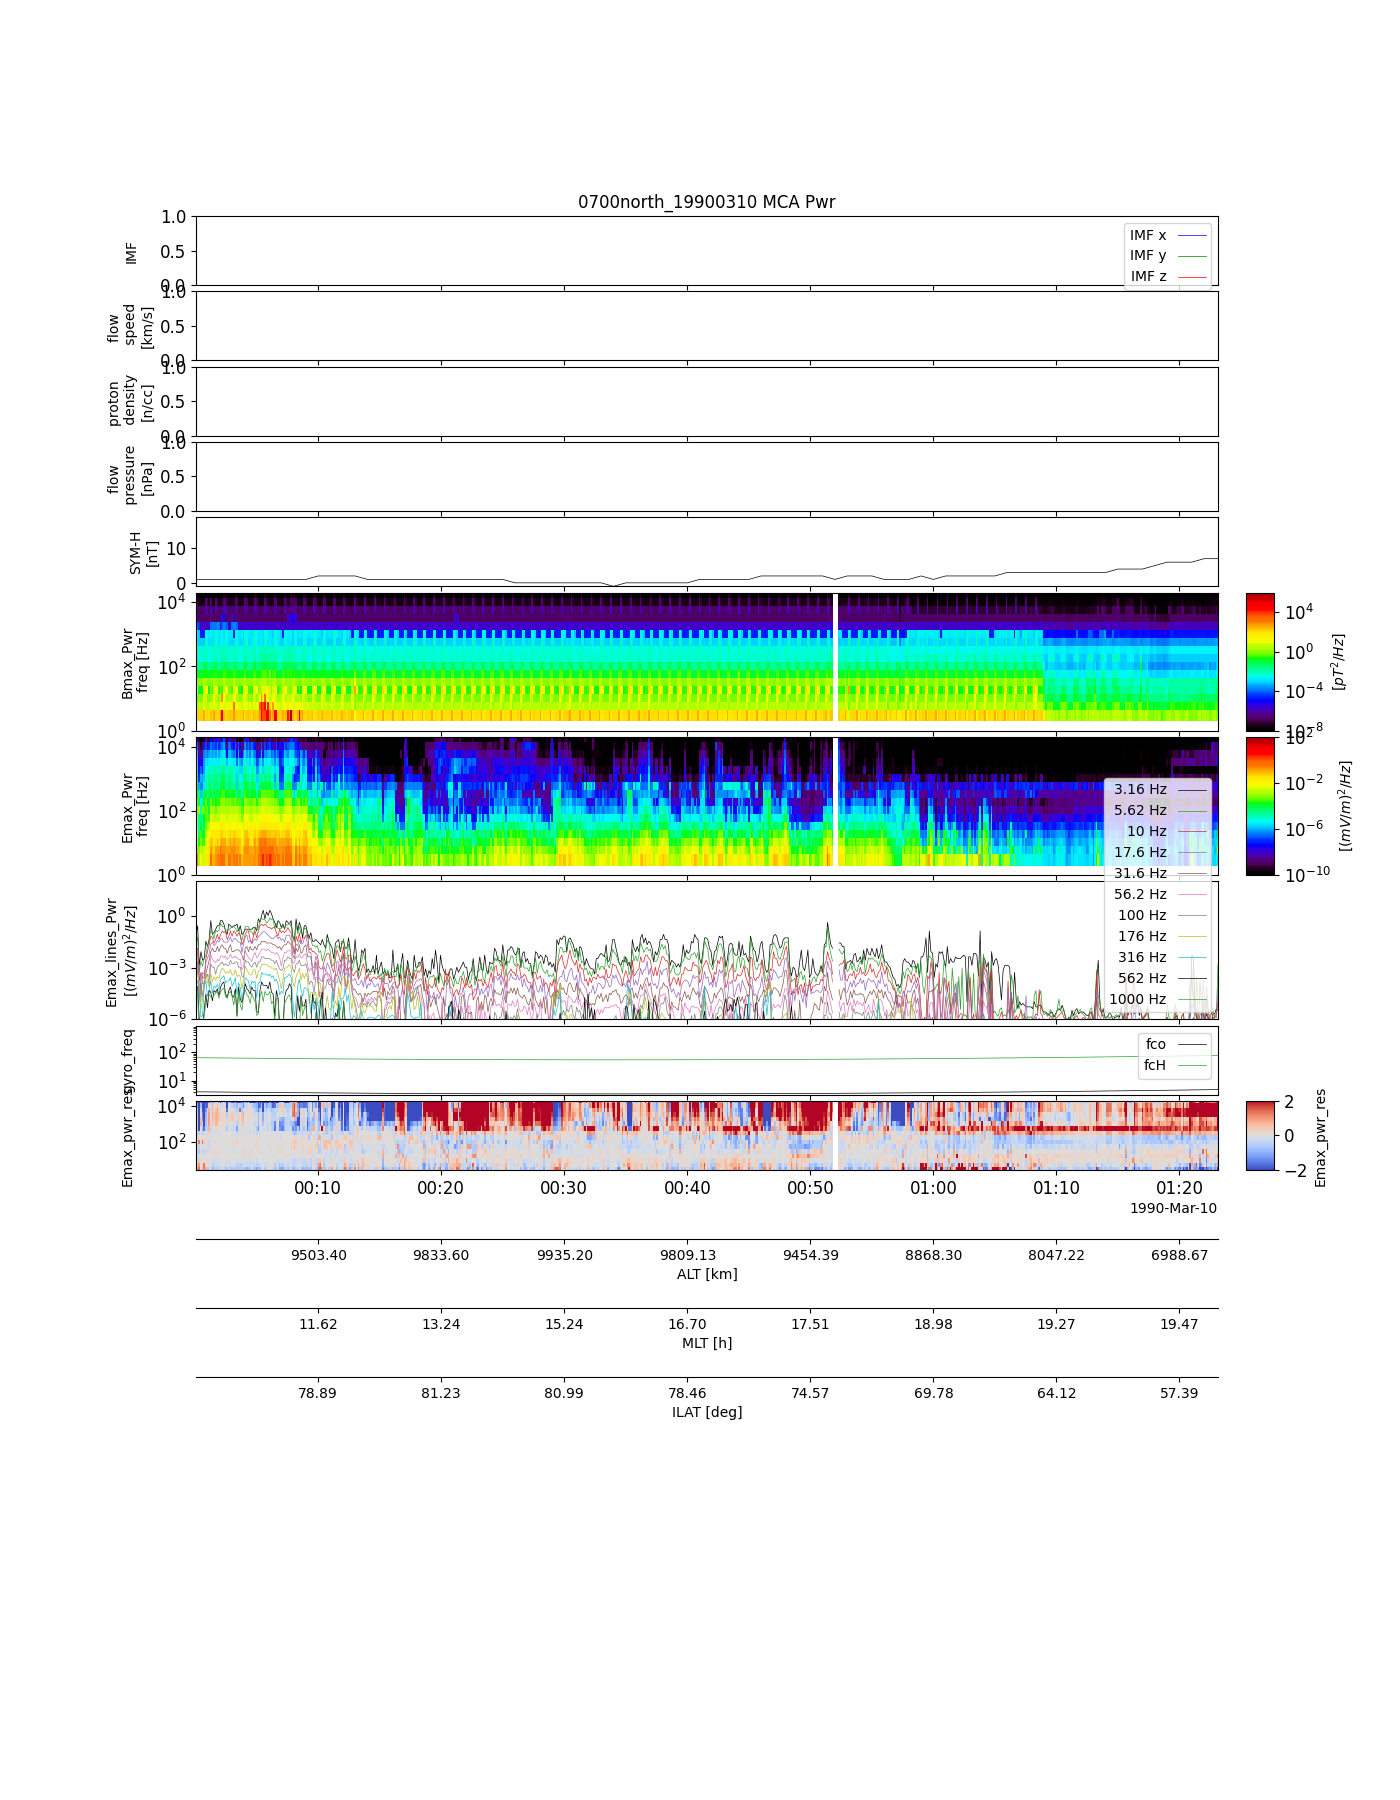 0700north_19900310 MCA Pwr
IMF
1.0
0.5
0.0
IMF x
IMF y
IMF z
flow
speed
[km/s]
1.0
0.5
0.0
proton
density
[n/cc]
1.0
0.5
0.0
flow
pressure
[nPa]
1.0
0.5
0.0
SYM-H
[nT]
10
0
Bmax_Pwr
freq [Hz]
10^4
10^2
10^0
10^4
10^0
10^-4
10^-8
[pT^2/Hz]
Emax_Pwr
freq [Hz]
10^4
10^2
10^0
10^2
10^-2
10^-6
10^-10
[(mV/m)^2/Hz]
3.16 Hz
5.62 Hz
10 Hz
17.6 Hz
31.6 Hz
56.2 Hz
100 Hz
176 Hz
316 Hz
562 Hz
1000 Hz
Emax_lines_Pwr
[(mV/m)^2/Hz]
10^0
10^-3
10^-6
gyro_freq
10^2
10^1
fco
fcH
Emax_pwr_res
10^4
10^2
2
0
−2
Emax_pwr_res
00:10 00:20 00:30 00:40 00:50 01:00 01:10 01:20
1990-Mar-10
9503.40 9833.60 9935.20 9809.13 9454.39 8868.30 8047.22 6988.67
ALT [km]
11.62 13.24 15.24 16.70 17.51 18.98 19.27 19.47
MLT [h]
78.89 81.23 80.99 78.46 74.57 69.78 64.12 57.39
ILAT [deg]